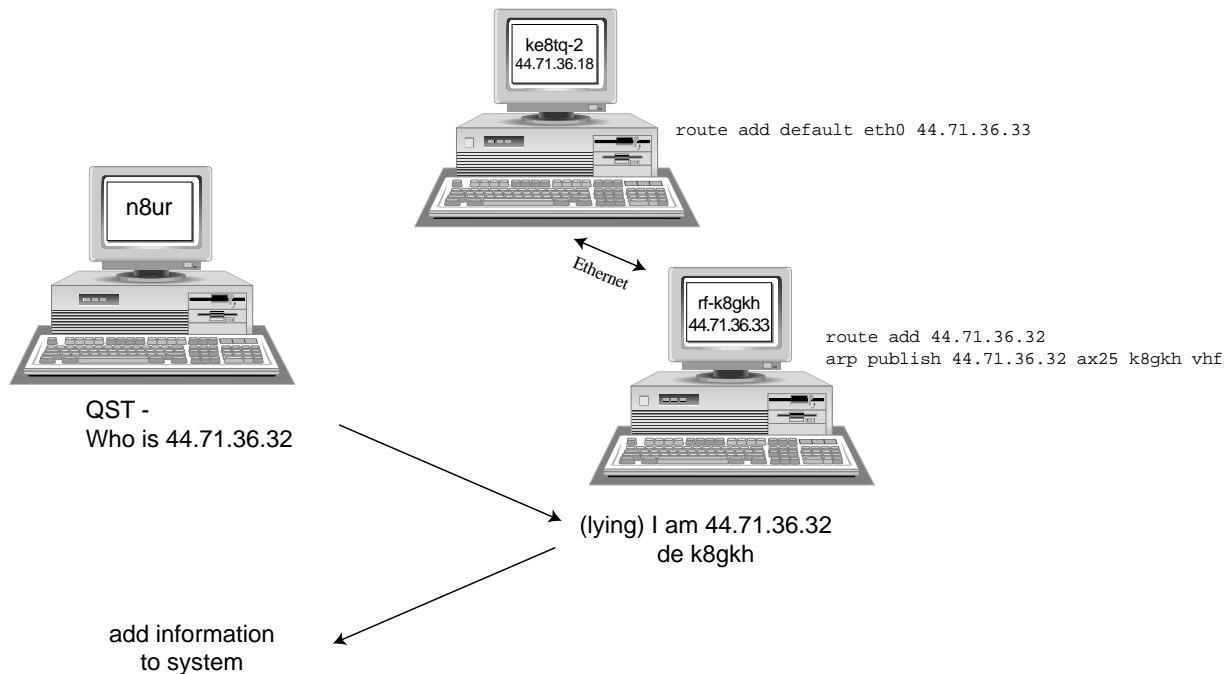 ke8tq-2
44.71.36.18
route add default eth0 44.71.36.33
n8ur
Ethernet
rf-k8gkh
44.71.36.33
route add 44.71.36.32
arp publish 44.71.36.32 ax25 k8gkh vhf
QST -
Who is 44.71.36.32
(lying) I am 44.71.36.32
de k8gkh
add information
to system